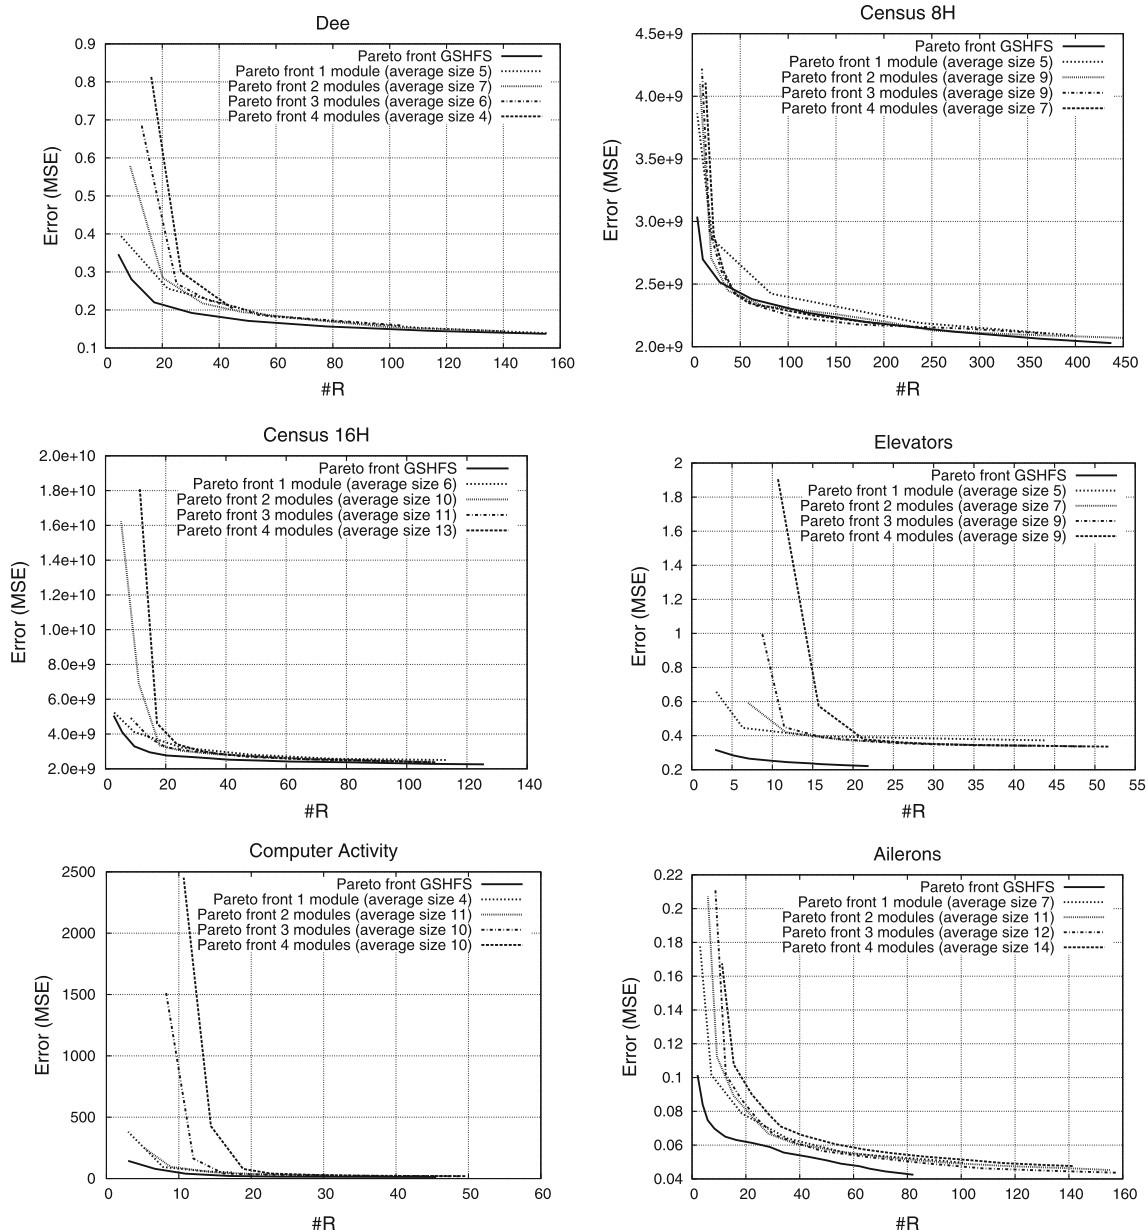 Dee
Pareto front GSHFS
Pareto front 1 module (average size 5)
Pareto front 2 modules (average size 7)
Pareto front 3 modules (average size 6)
Pareto front 4 modules (average size 4)
Error (MSE)
0.9
0.8
0.7
0.6
0.5
0.4
0.3
0.2
0.1
0 20 40 60 80 100 120 140 160
#R
Census 8H
Pareto front GSHFS
Pareto front 1 module (average size 5)
Pareto front 2 modules (average size 9)
Pareto front 3 modules (average size 9)
Pareto front 4 modules (average size 7)
Error (MSE)
4.5e+9
4.0e+9
3.5e+9
3.0e+9
2.5e+9
2.0e+9
0 50 100 150 200 250 300 350 400 450
#R
Census 16H
Pareto front GSHFS
Pareto front 1 module (average size 6)
Pareto front 2 modules (average size 10)
Pareto front 3 modules (average size 11)
Pareto front 4 modules (average size 13)
Error (MSE)
2.0e+10
1.8e+10
1.6e+10
1.4e+10
1.2e+10
1.0e+10
8.0e+9
6.0e+9
4.0e+9
2.0e+9
0 20 40 60 80 100 120 140
#R
Elevators
Pareto front GSHFS
Pareto front 1 module (average size 5)
Pareto front 2 modules (average size 7)
Pareto front 3 modules (average size 9)
Pareto front 4 modules (average size 9)
Error (MSE)
2
1.8
1.6
1.4
1.2
1
0.8
0.6
0.4
0.2
0 5 10 15 20 25 30 35 40 45 50 55
#R
Computer Activity
Pareto front GSHFS
Pareto front 1 module (average size 4)
Pareto front 2 modules (average size 11)
Pareto front 3 modules (average size 10)
Pareto front 4 modules (average size 10)
Error (MSE)
2500
2000
1500
1000
500
0
0 10 20 30 40 50 60
#R
Ailerons
Pareto front GSHFS
Pareto front 1 module (average size 7)
Pareto front 2 modules (average size 11)
Pareto front 3 modules (average size 12)
Pareto front 4 modules (average size 14)
Error (MSE)
0.22
0.2
0.18
0.16
0.14
0.12
0.1
0.08
0.06
0.04
0 20 40 60 80 100 120 140 160
#R